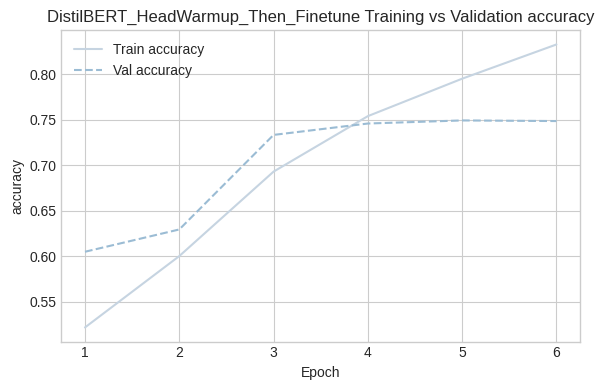 DistilBERT_HeadWarmup_Then_Finetune Training vs Validation accuracy
Train accuracy
Val accuracy
0.80
0.75
0.70
0.65
0.60
0.55
accuracy
1 2 3 4 5 6
Epoch